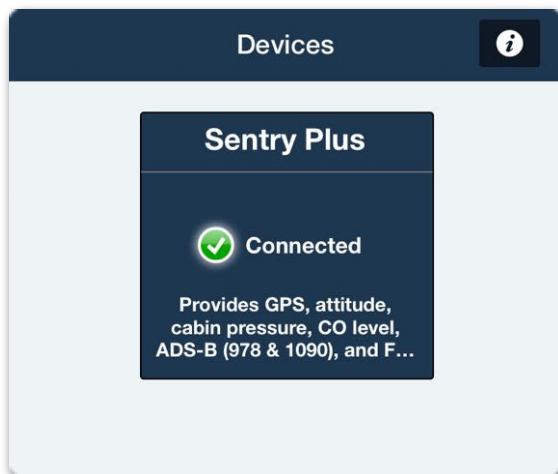 Devices
Sentry Plus
Connected
Provides GPS, attitude,
cabin pressure, CO level,
ADS-B (978 & 1090), and F...